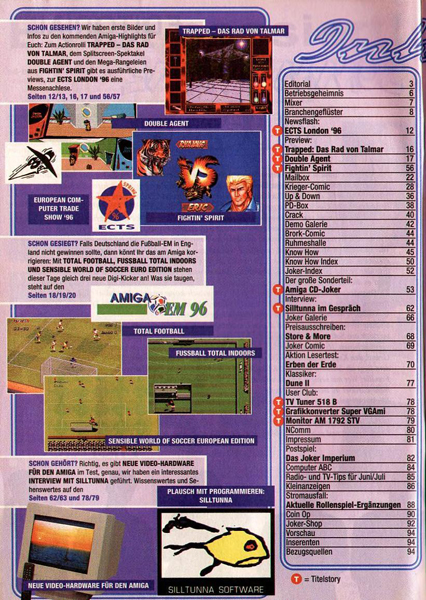 SCHON GESEHEN? Wir haben erste Bilder und
Infos zu den kommenden Amiga-Highlights für
Euch: Zum Actionrolli TRAPPED – DAS RAD
VON TALMAR, dem Splitscreen-Spektakel
DOUBLE AGENT und den Mega-Rangeleien
aus FIGHTIN' SPIRIT gibt es ausführliche Pre-
views, zur ECTS LONDON '96 eine
Messenachlese.
Seiten 12/13, 16, 17 und 56/57
TRAPPED – DAS RAD VON TALMAR
DOUBLE AGENT
EUROPEAN COM-
PUTER TRADE
SHOW '96
ECTS
VS
ERIC
FIGHTIN' SPIRIT
SCHON GESIEGT? Falls Deutschland die Fußball-EM in Eng-
land nicht gewinnen sollte, dann könnt Ihr das am Amiga kor-
rigieren: Mit TOTAL FOOTBALL, FUSSBALL TOTAL INDOORS
UND SENSIBLE WORLD OF SOCCER EURO EDITION stehen
dieser Tage gleich drei neue Digi-Kicker an! Was sie taugen,
steht auf den
Seiten 18/19/20
AMIGA
EM 96
TOTAL FOOTBALL
FUSSBALL TOTAL INDOORS
SENSIBLE WORLD OF SOCCER EUROPEAN EDITION
SCHON GEHÖRT? Richtig, es gibt NEUE VIDEO-HARDWARE
FÜR DEN AMIGA im Test, genau, wir haben ein interessantes
INTERVIEW MIT SILLTUNNA geführt. Wissenswertes und Se-
henswertes auf den
Seiten 62/63 und 78/79
PLAUSCH MIT PROGRAMMIEREN:
SILLTUNNA
NEUE VIDEO-HARDWARE FÜR DEN AMIGA
SILLTUNNA SOFTWARE
Editorial 3
Betriebsgeheimnis 6
Mixer 7
Branchengeflüster 8
Newsflash:
T ECTS London '96 12
Preview:
T Trapped: Das Rad von Talmar 16
T Double Agent 17
T Fightin' Spirit 56
Mailbox 22
Krieger-Comic 28
Up & Down 36
PD-Box 38
Crack 40
Demo Galerie 42
Brork-Comic 44
Ruhmeshalle 44
Know How 45
Know How Index 50
Joker-Index 52
Der große Sonderteil:
T Amiga CD-Joker 53
Interview:
T Silltunna im Gespräch 62
Joker Galerie 66
Preisausschreiben:
Store & More 68
Joker Comic 69
Aktion Lesertest:
Erben der Erde 70
Klassiker:
Dune II 77
User Club:
T TV Tuner 518 B 78
T Grafikkonverter Super VGAmi 78
T Monitor AM 1792 STV 79
NComm 80
Impressum 81
Postspiel:
Das Joker Imperium 82
Computer ABC 84
Radio- und TV-Tips für Juni/Juli 85
Kleinanzeigen 86
Stromausfall:
Aktuelle Rollenspiel-Ergänzungen 88
Coin Op 90
Joker-Shop 92
Vorschau 94
Inserenten 94
Bezugsquellen 94
T = Titelstory